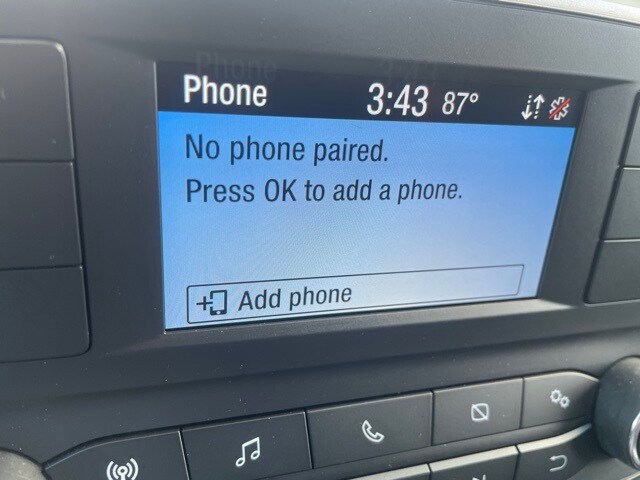 Phone 3:43 87°
No phone paired.
Press OK to add a phone.
Add phone